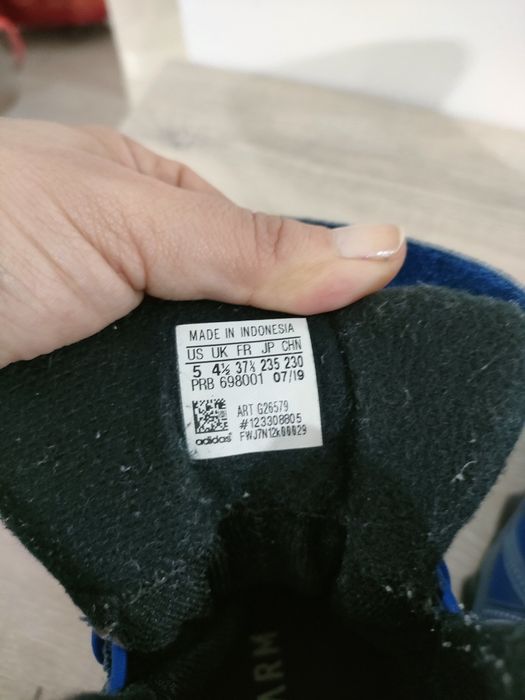 MADE IN INDONESIA
US UK FR JP CHN
5 4½ 37⅓ 235 230
PRB 698001 07/19
ART G26579
#123308805
adidas FWJ7N12k00029
ARM